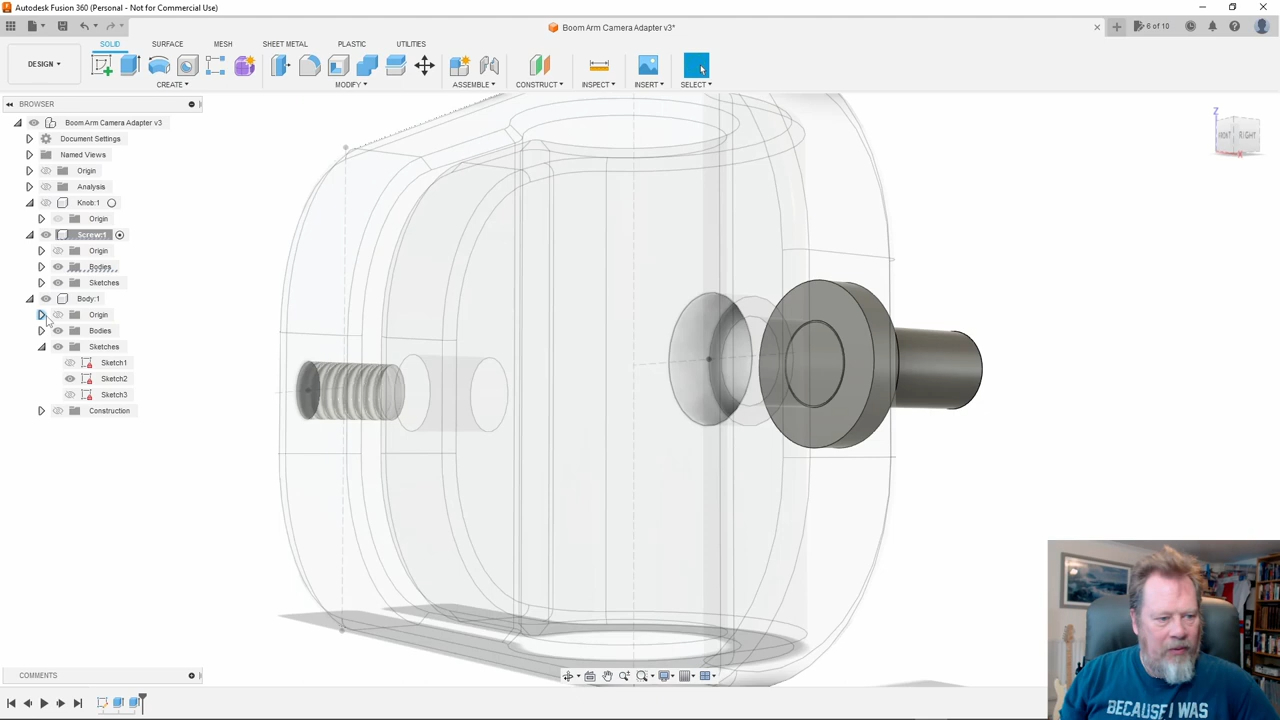 Autodesk Fusion 360 (Personal - Not for Commercial Use)
Boom Arm Camera Adapter v3*
6 of 10
SOLID SURFACE MESH SHEET METAL PLASTIC UTILITIES
DESIGN
CREATE MODIFY ASSEMBLE CONSTRUCT INSPECT INSERT SELECT
BROWSER
Boom Arm Camera Adapter v3
Document Settings
Named Views
Origin
Analysis
Knob:1
Origin
Screw:1
Origin
Bodies
Sketches
Body:1
Origin
Bodies
Sketches
Sketch1
Sketch2
Sketch3
Construction
Z
FRONT RIGHT
X
COMMENTS
BECAUSE I WAS